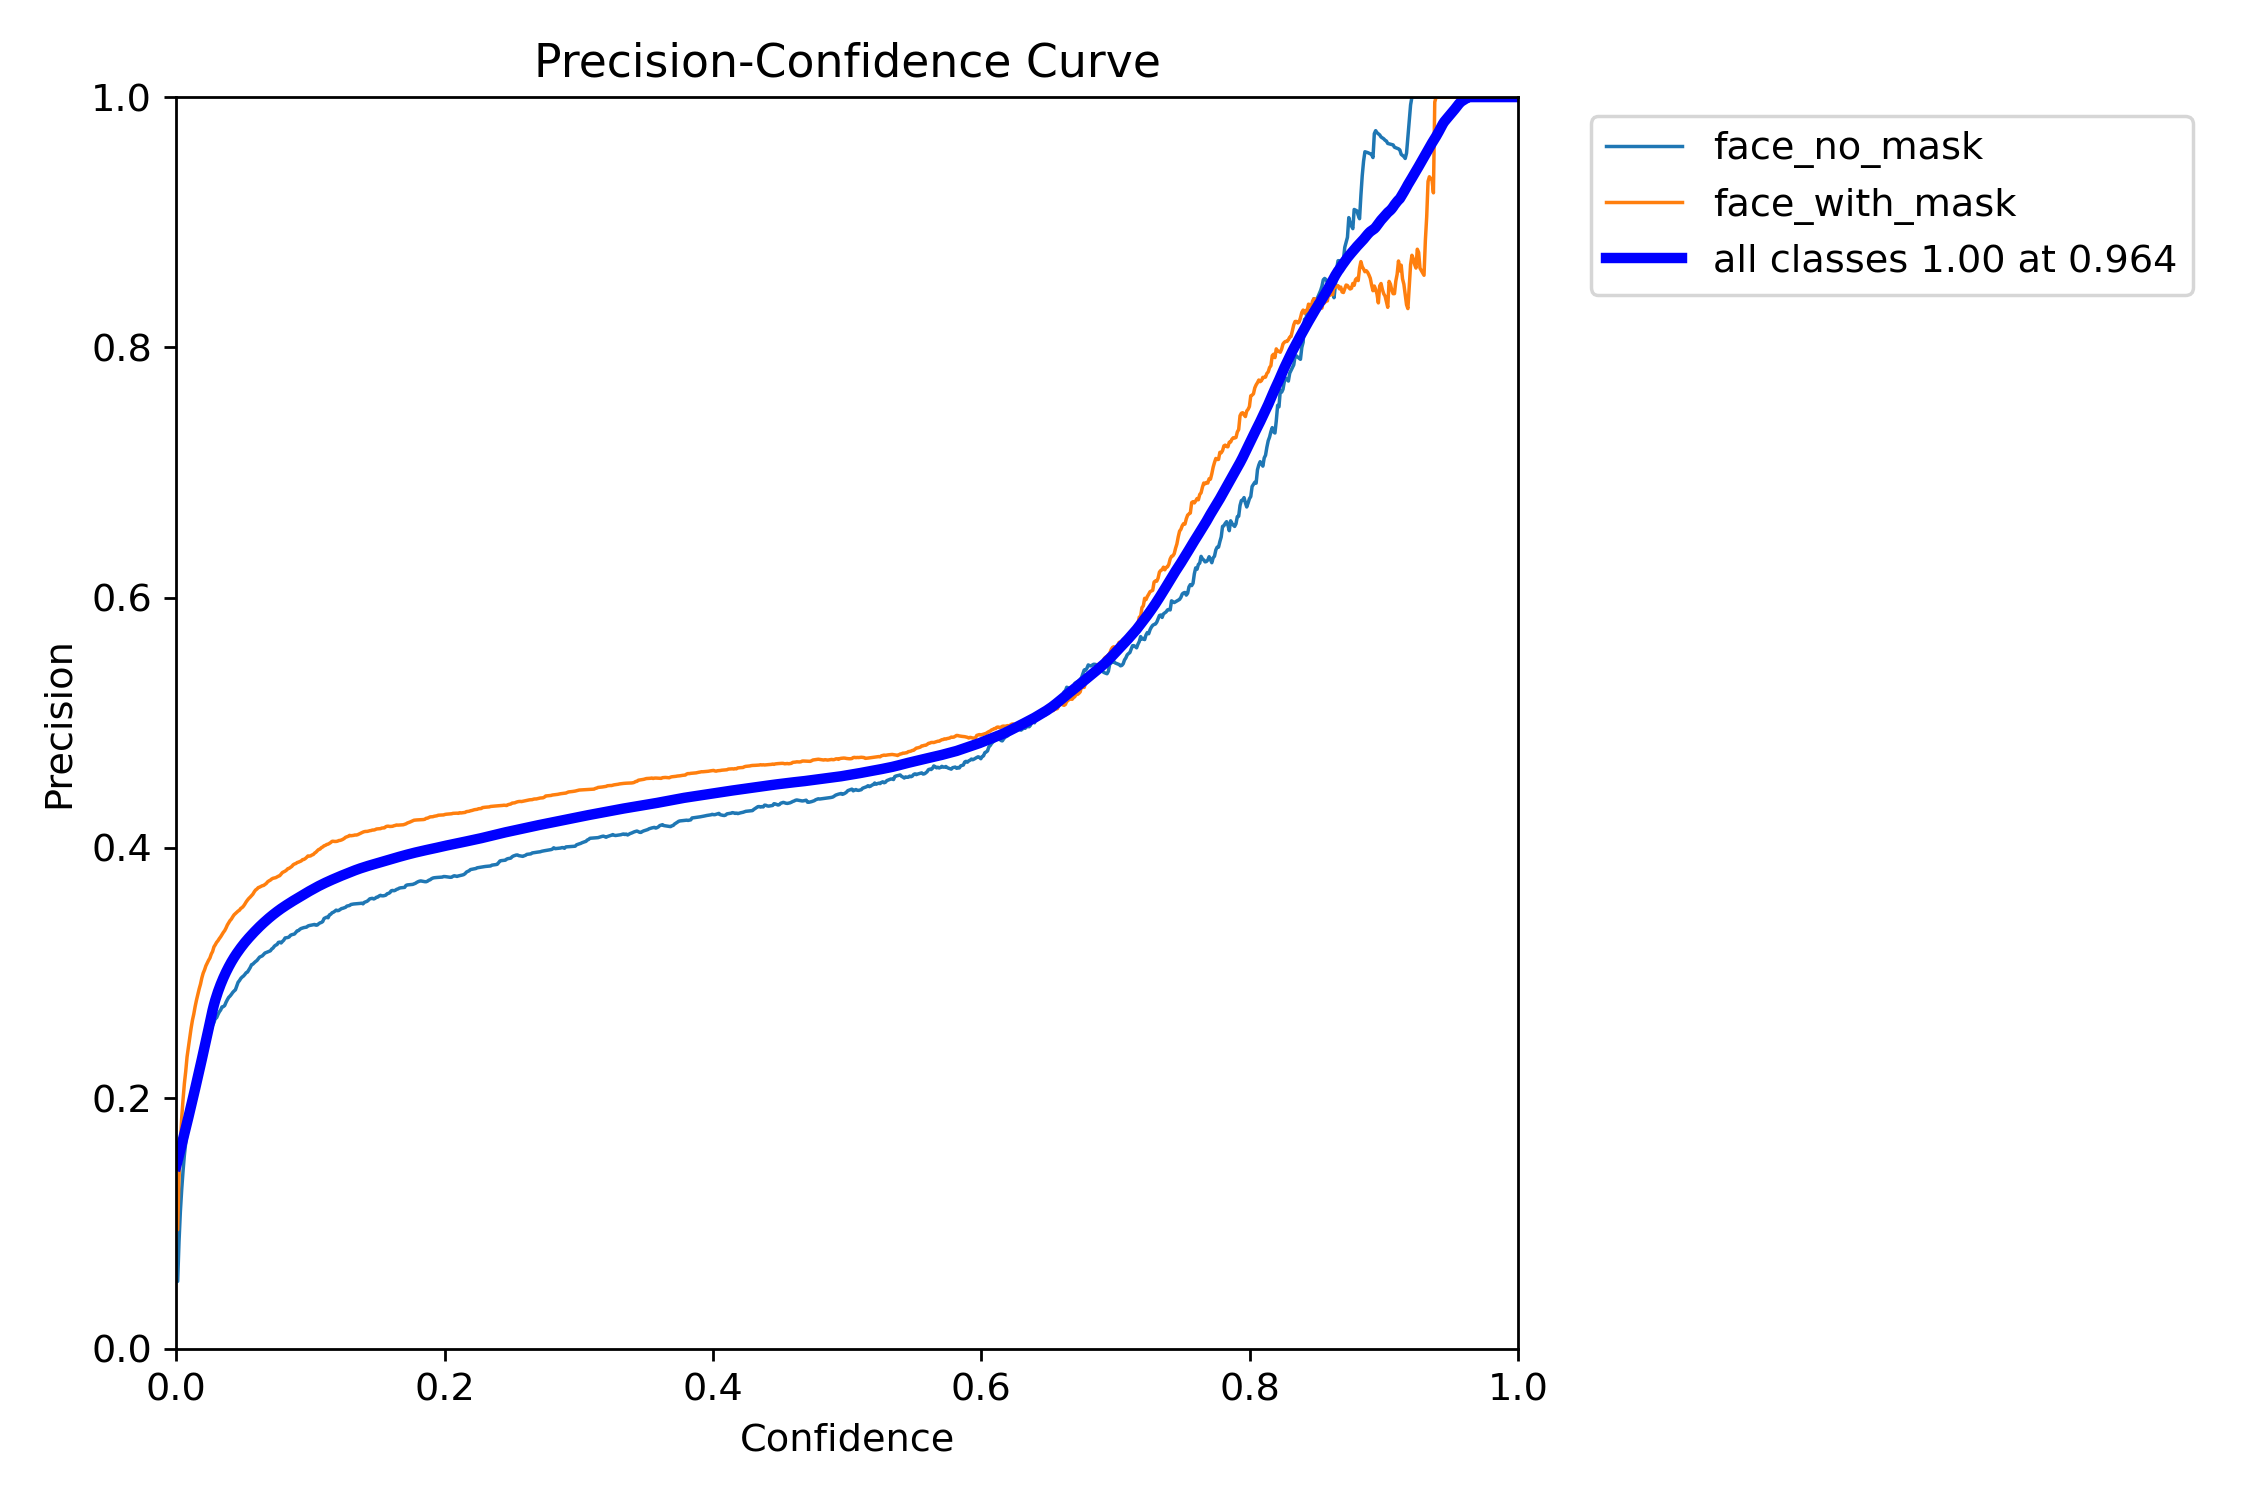 Precision-Confidence Curve
1.0
0.8
0.6
0.4
0.2
0.0
Precision
0.0 0.2 0.4 0.6 0.8 1.0
Confidence
face_no_mask
face_with_mask
all classes 1.00 at 0.964